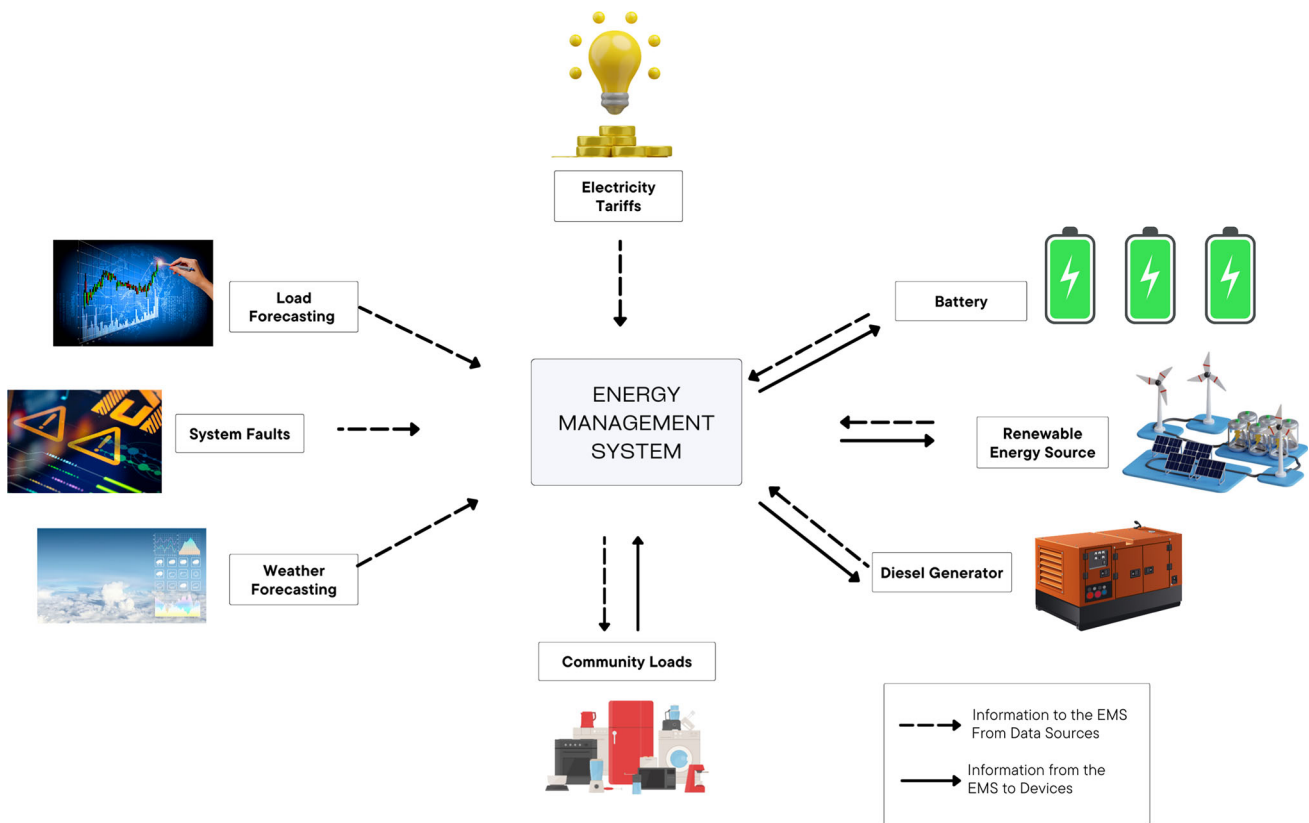 Electricity
Tariffs
Load
Forecasting
Battery
ENERGY
MANAGEMENT
SYSTEM
System Faults
Renewable
Energy Source
Weather
Forecasting
Diesel Generator
Community Loads
Information to the EMS
From Data Sources
Information from the
EMS to Devices